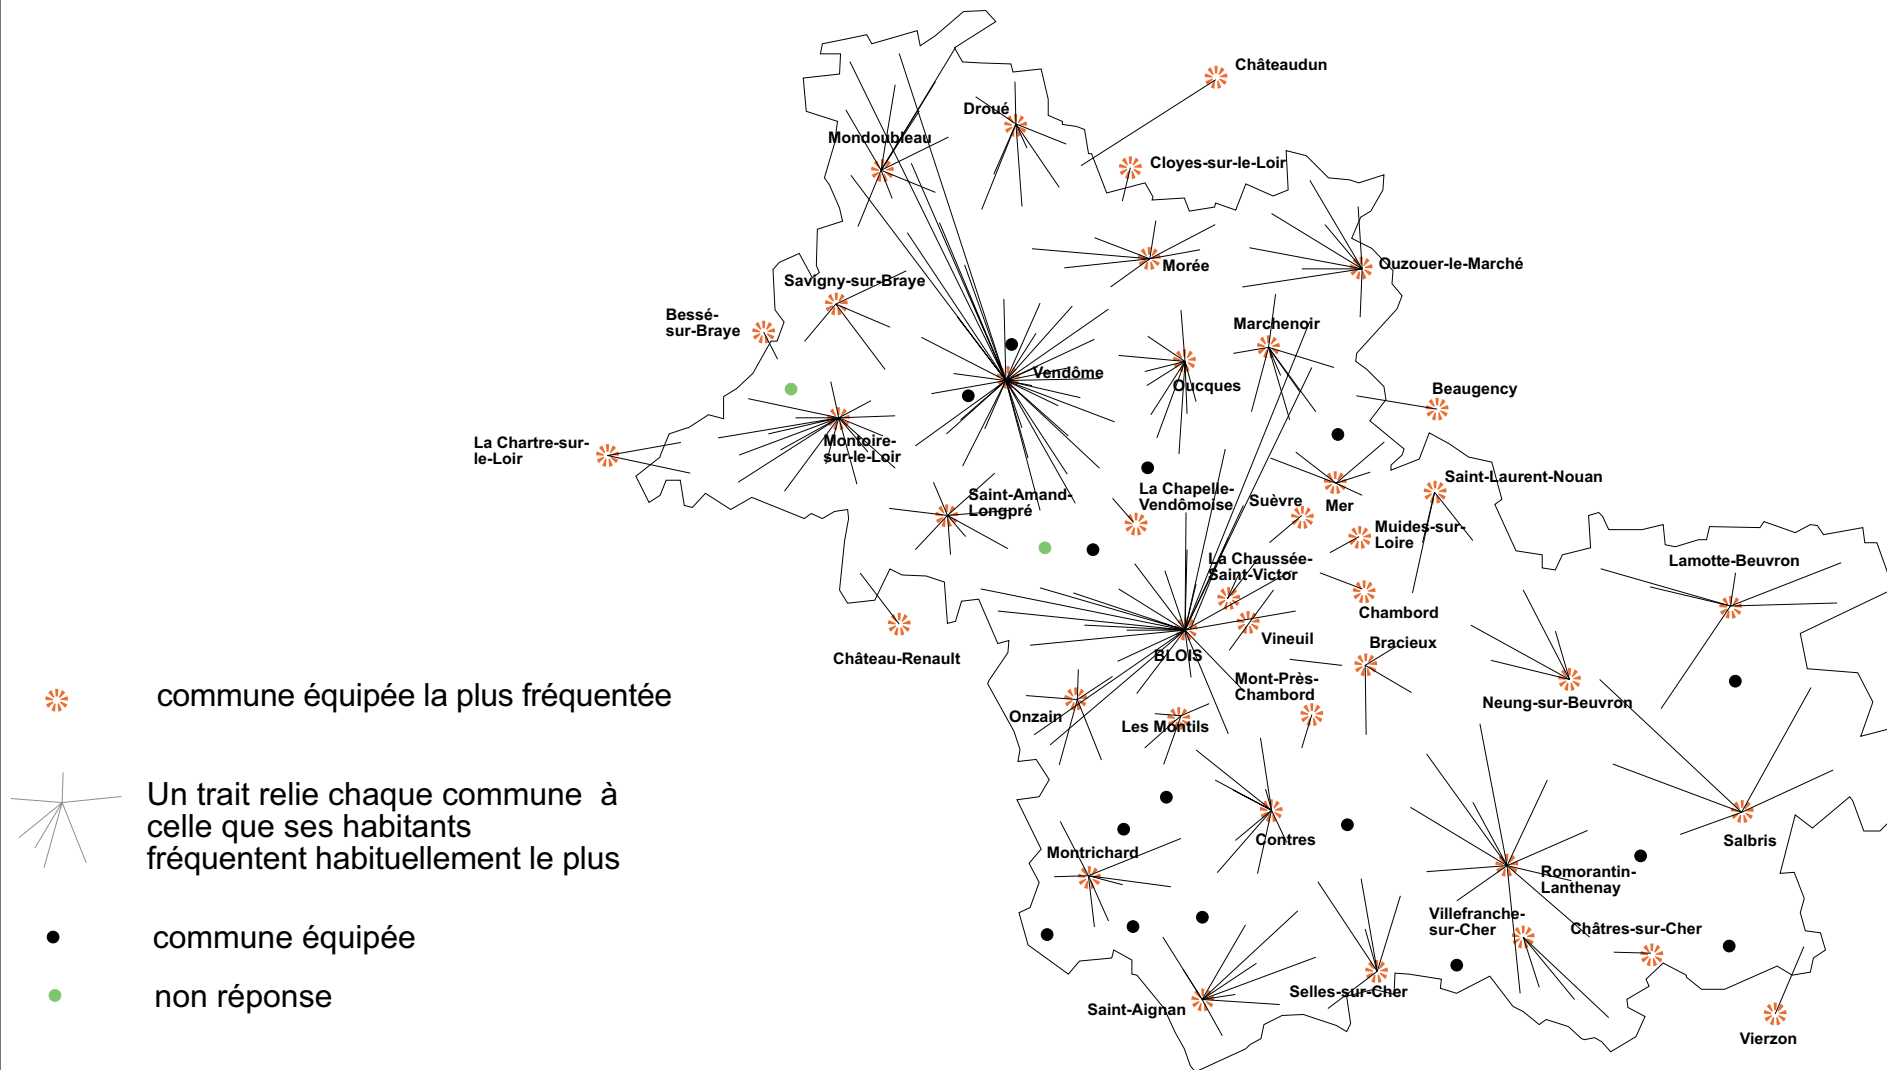 Châteaudun
Droué
Mondoubleau
Cloyes-sur-le-Loir
Morée
Ouzouer-le-Marché
Savigny-sur-Braye
Bessé-
sur-Braye
Marchenoir
Vendôme
Oucques
Beaugency
La Chartre-sur-
le-Loir
Montoire-
sur-le-Loir
Saint-Amand-
Longpré
La Chapelle-
Vendômoise
Suèvre
Mer
Saint-Laurent-Nouan
Muides-sur-
Loire
La Chaussée-
Saint-Victor
Lamotte-Beuvron
Chambord
Château-Renault
BLOIS
Vineuil
Bracieux
Mont-Près-
Chambord
Neung-sur-Beuvron
Onzain
Les Montils
Contres
Salbris
Montrichard
Romorantin-
Lanthenay
Villefranche-
sur-Cher
Châtres-sur-Cher
Selles-sur-Cher
Saint-Aignan
Vierzon
commune équipée la plus fréquentée
Un trait relie chaque commune à
celle que ses habitants
fréquentent habituellement le plus
commune équipée
non réponse